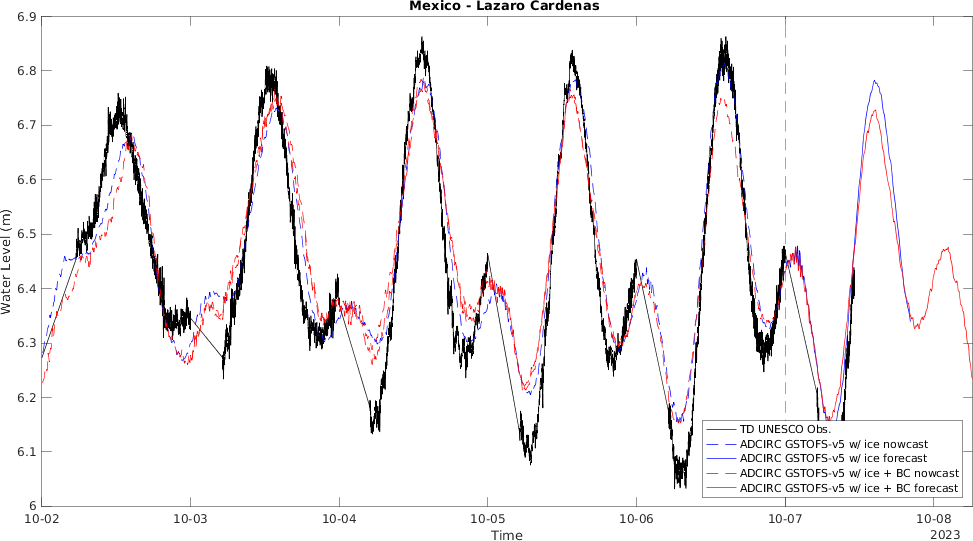 Mexico - Lazaro Cardenas
6.9
6.8
6.7
6.6
6.5
6.4
6.3
6.2
6.1
6
Water Level (m)
TD UNESCO Obs.
ADCIRC GSTOFS-v5 w/ ice nowcast
ADCIRC GSTOFS-v5 w/ ice forecast
ADCIRC GSTOFS-v5 w/ ice + BC nowcast
ADCIRC GSTOFS-v5 w/ ice + BC forecast
10-02 10-03 10-04 10-05 10-06 10-07 10-08
Time
2023